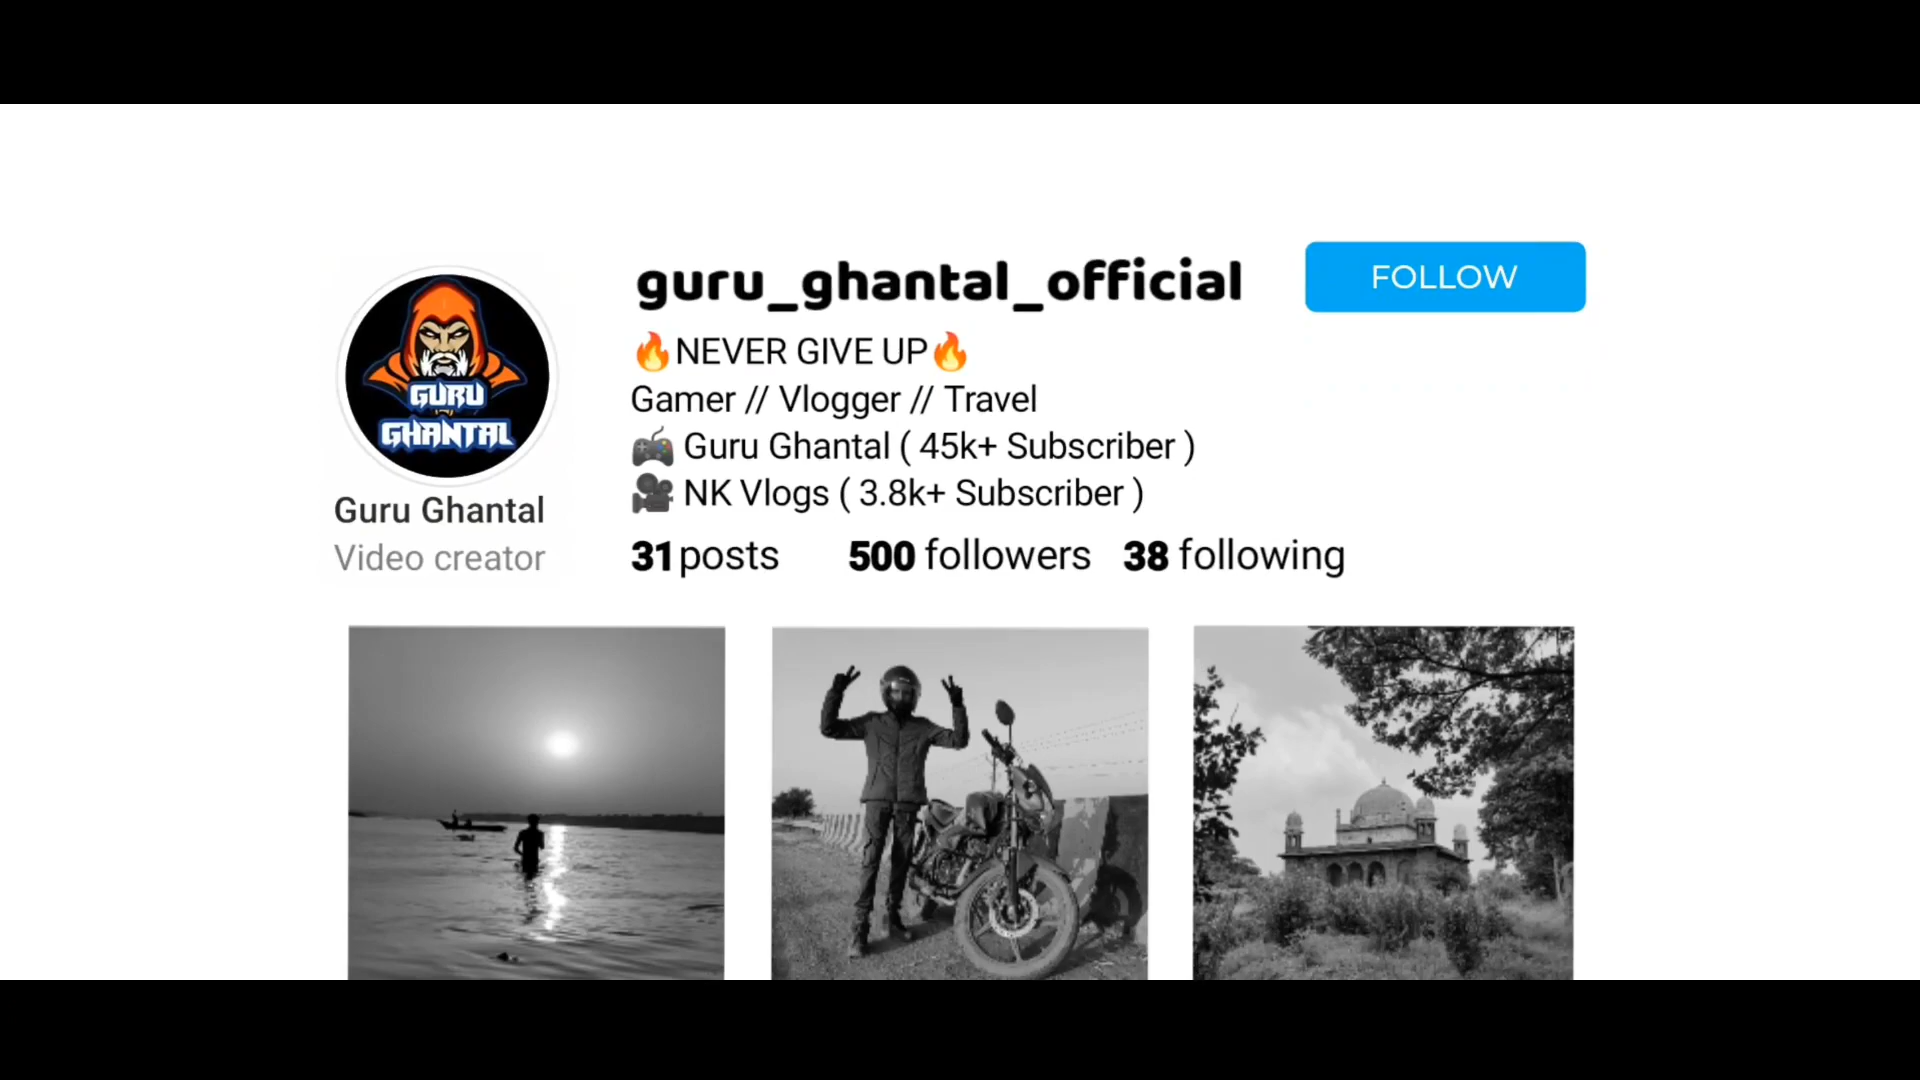 guru_ghantal_official
FOLLOW
🔥NEVER GIVE UP🔥
Gamer // Vlogger // Travel
🎮 Guru Ghantal ( 45k+ Subscriber )
🎥 NK Vlogs ( 3.8k+ Subscriber )
GURU
GHANTAL
Guru Ghantal
Video creator
31 posts 500 followers 38 following